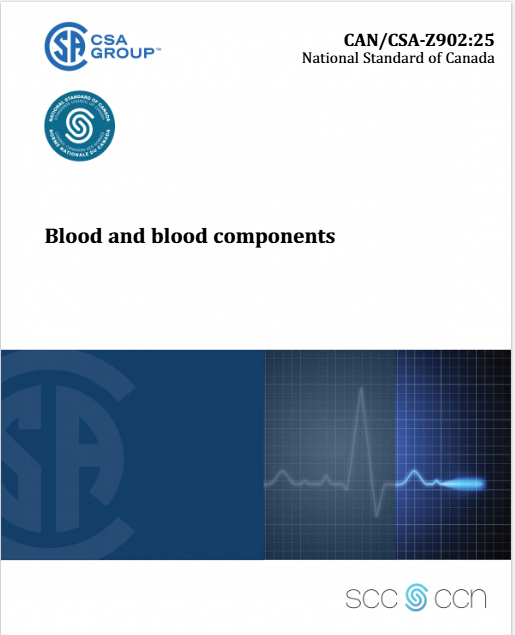 CSA
GROUP™
CAN/CSA-Z902:25
National Standard of Canada
NATIONAL STANDARD OF CANADA
NORME NATIONALE DU CANADA
Blood and blood components
SCC CCN